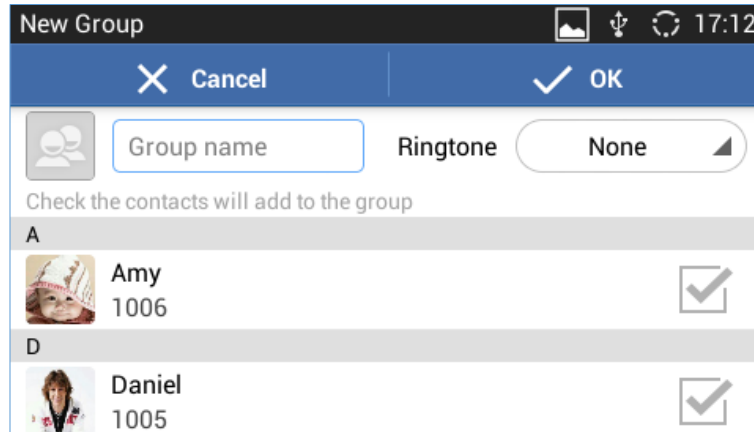 New Group 17:12
Cancel OK
Group name Ringtone None
Check the contacts will add to the group
A
Amy
1006
D
Daniel
1005